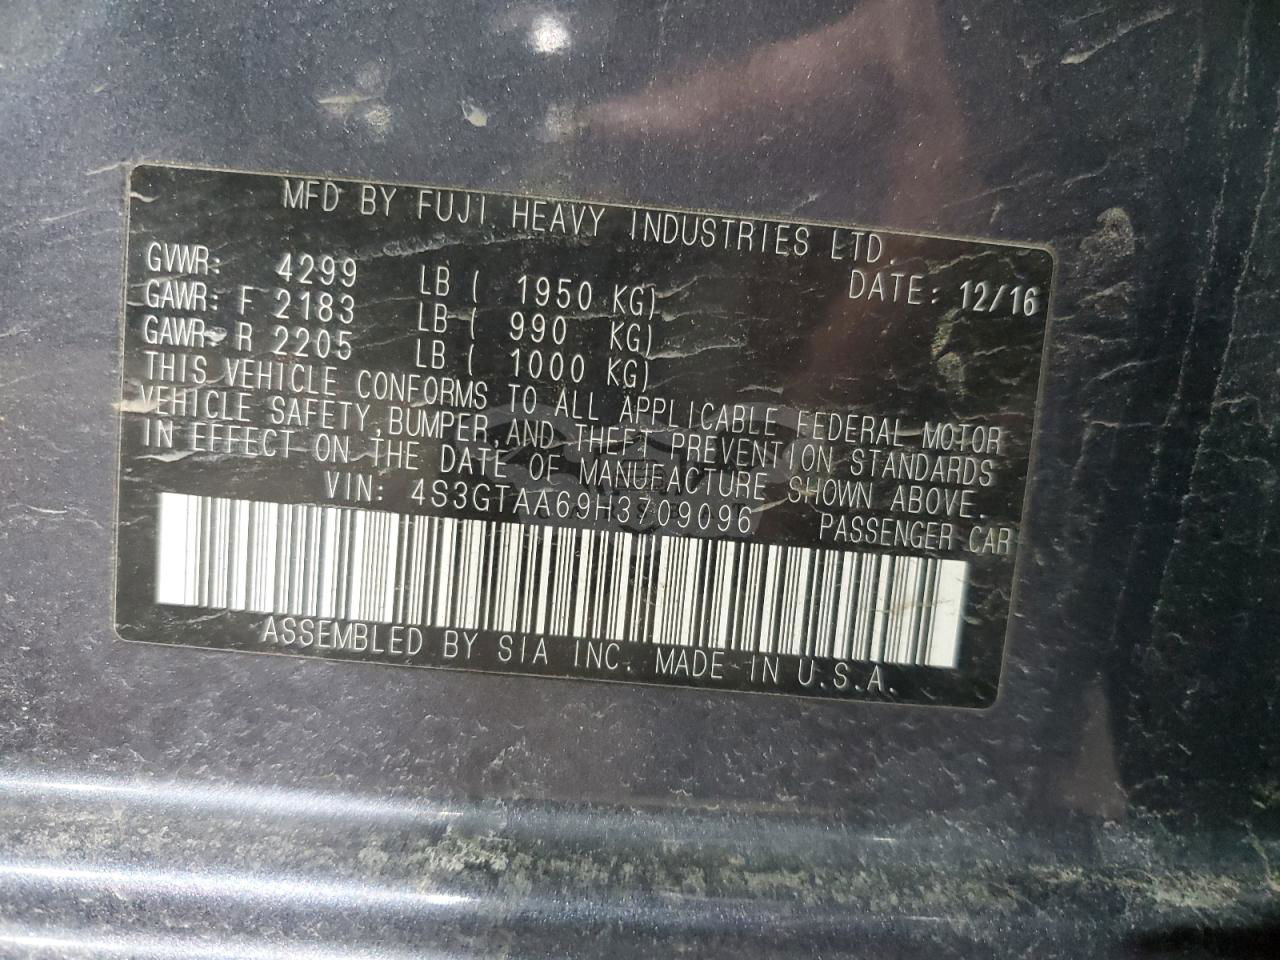 MFD BY FUJI HEAVY INDUSTRIES LTD.
GVWR: 4299 LB ( 1950 KG) DATE: 12/16
GAWR: F 2183 LB ( 990 KG)
GAWR: R 2205 LB ( 1000 KG)
THIS VEHICLE CONFORMS TO ALL APPLICABLE FEDERAL MOTOR
VEHICLE SAFETY, BUMPER, AND THEFT PREVENTION STANDARDS
IN EFFECT ON THE DATE OF MANUFACTURE SHOWN ABOVE.
VIN: 4S3GTAA69H3709096 PASSENGER CAR
ASSEMBLED BY SIA INC. MADE IN U.S.A.